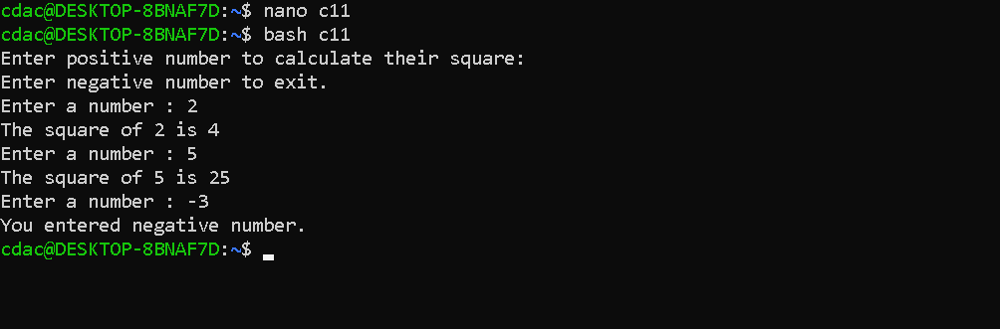 cdac@DESKTOP-8BNAF7D:~$ nano c11
cdac@DESKTOP-8BNAF7D:~$ bash c11
Enter positive number to calculate their square:
Enter negative number to exit.
Enter a number : 2
The square of 2 is 4
Enter a number : 5
The square of 5 is 25
Enter a number : -3
You entered negative number.
cdac@DESKTOP-8BNAF7D:~$